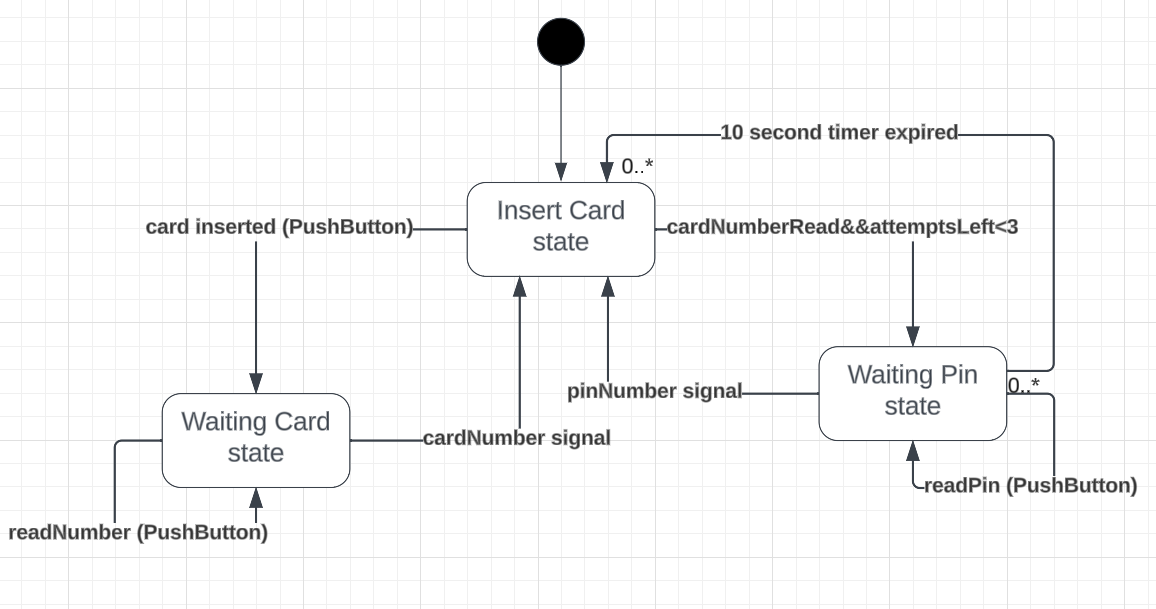 10 second timer expired
0..*
Insert Card
state
card inserted (PushButton)
cardNumberRead&&attemptsLeft<3
Waiting Pin
state
0..*
pinNumber signal
Waiting Card
state
cardNumber signal
readPin (PushButton)
readNumber (PushButton)